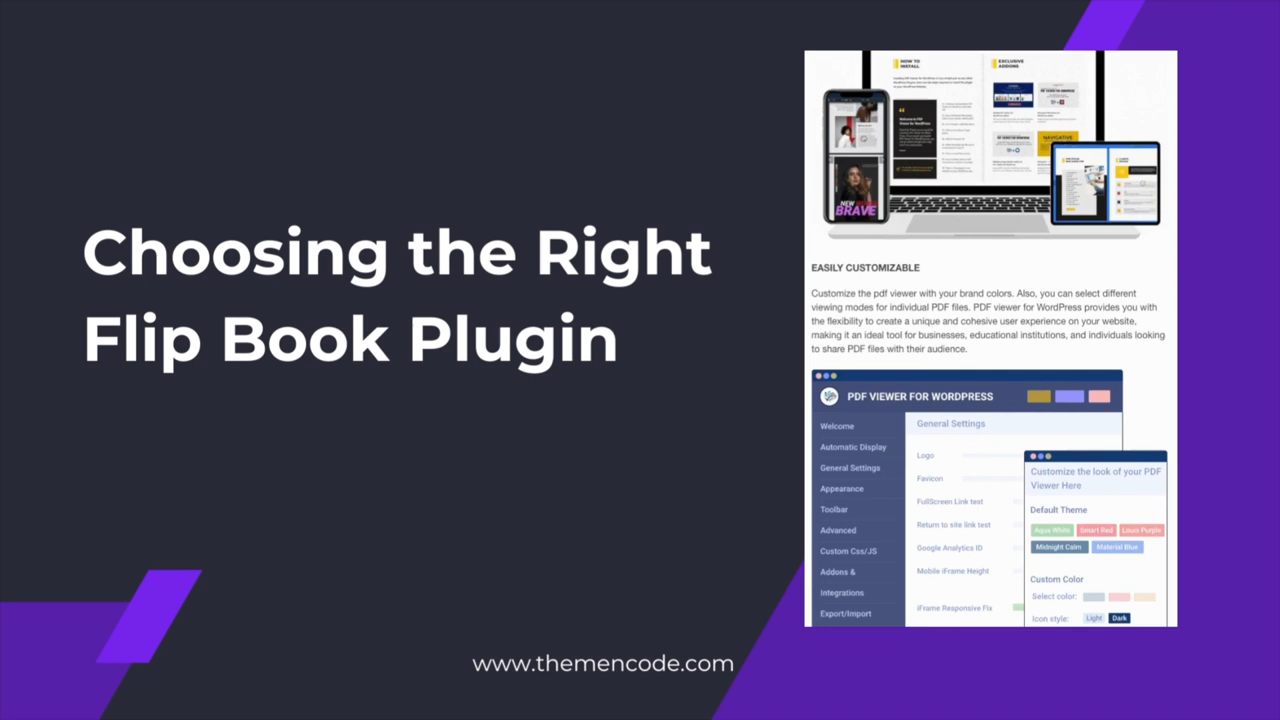 Choosing the Right
Flip Book Plugin
www.themencode.com
HOW TO
INSTALL
EXCLUSIVE
ADDONS
NEW
BRAVE
EASILY CUSTOMIZABLE
Customize the pdf viewer with your brand colors. Also, you can select different
viewing modes for individual PDF files. PDF viewer for WordPress provides you with
the flexibility to create a unique and cohesive user experience on your website,
making it an ideal tool for businesses, educational institutions, and individuals looking
to share PDF files with their audience.
PDF VIEWER FOR WORDPRESS
Welcome
Automatic Display
General Settings
Appearance
Toolbar
Advanced
Custom Css/JS
Addons &
Integrations
Export/Import
General Settings
Logo
Favicon
FullScreen Link text
Return to site link text
Google Analytics ID
Mobile iFrame Height
iFrame Responsive Fix
Customize the look of your PDF
Viewer Here
Default Theme
Aqua White Smart Red Louis Purple
Midnight Calm Material Blue
Custom Color
Select color:
Icon style: Light Dark